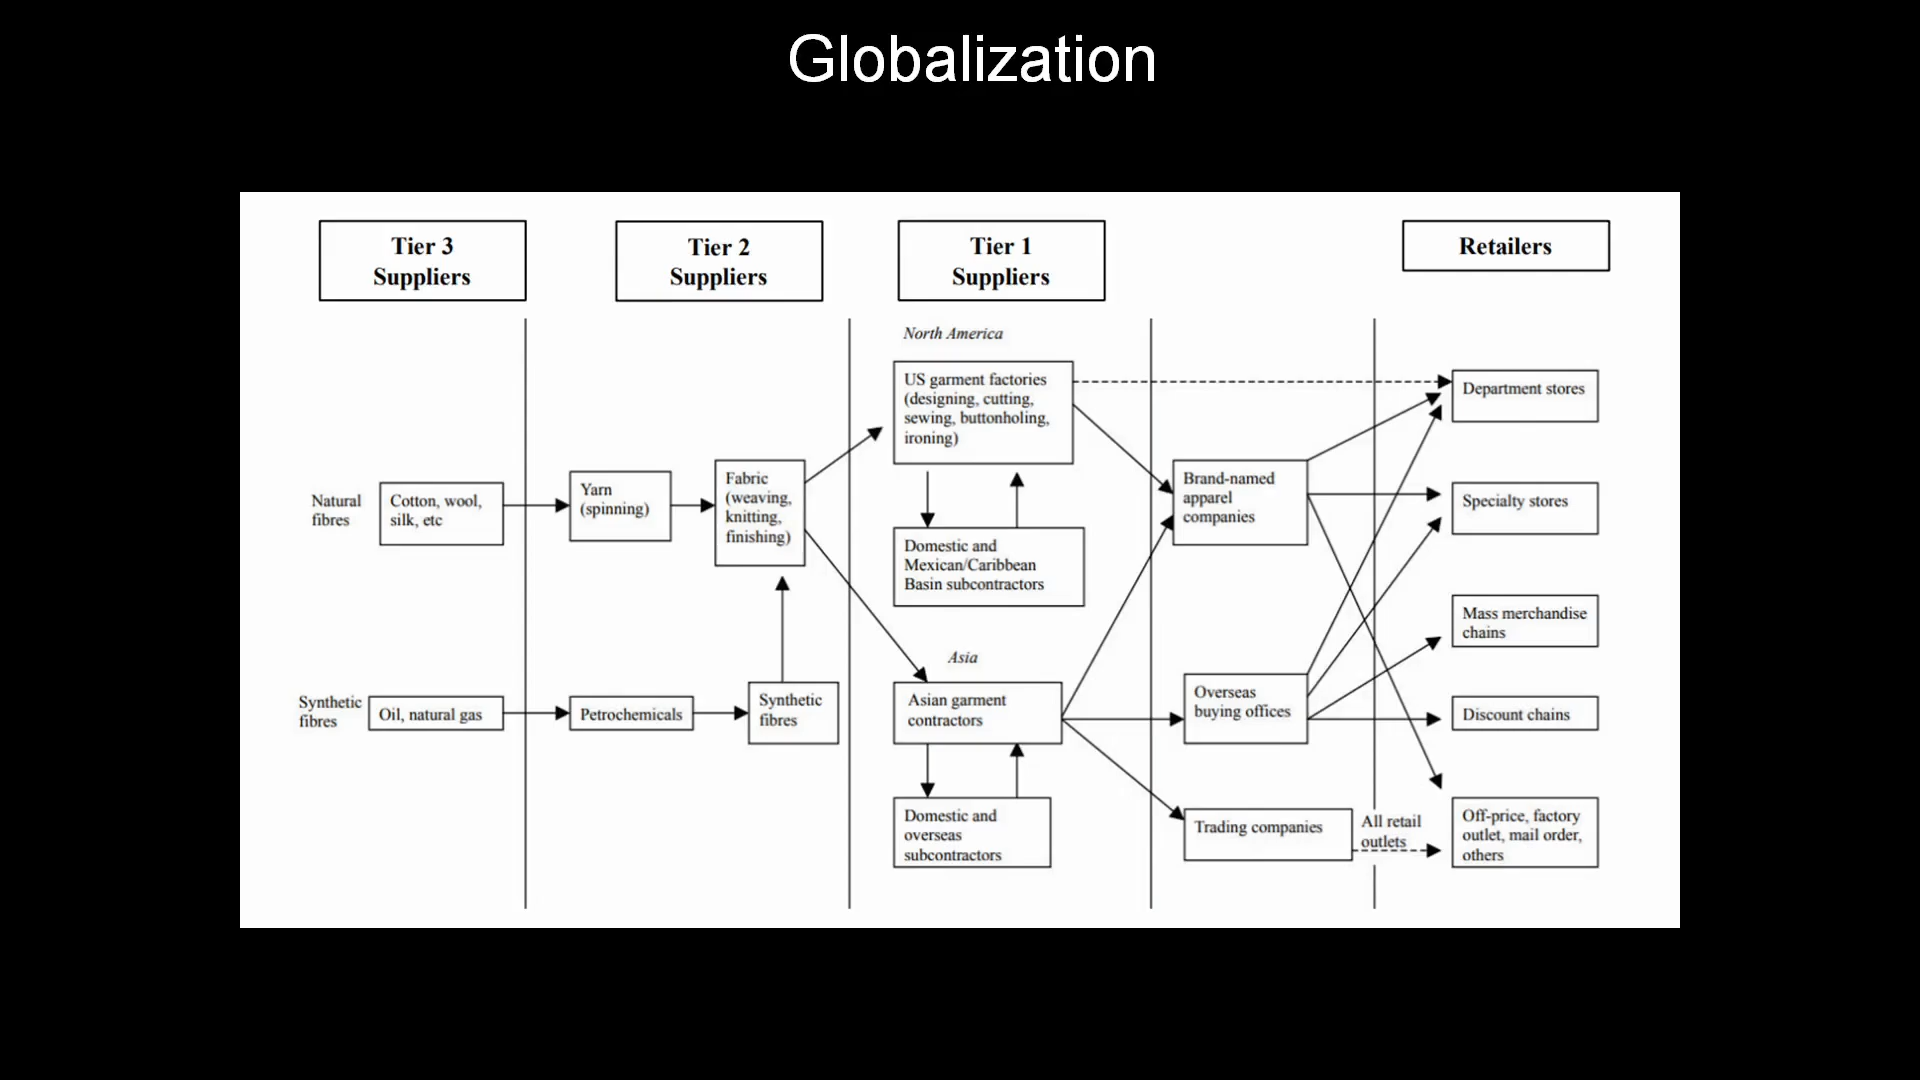 Globalization
Tier 3
Suppliers
Tier 2
Suppliers
Tier 1
Suppliers
Retailers
North America
US garment factories
(designing, cutting,
sewing, buttonholing,
ironing)
Department stores
Natural
fibres
Cotton, wool,
silk, etc
Yarn
(spinning)
Fabric
(weaving,
knitting,
finishing)
Brand-named
apparel
companies
Specialty stores
Domestic and
Mexican/Caribbean
Basin subcontractors
Mass merchandise
chains
Asia
Synthetic
fibres
Oil, natural gas
Petrochemicals
Synthetic
fibres
Asian garment
contractors
Overseas
buying offices
Discount chains
Domestic and
overseas
subcontractors
Trading companies
All retail
outlets
Off-price, factory
outlet, mail order,
others